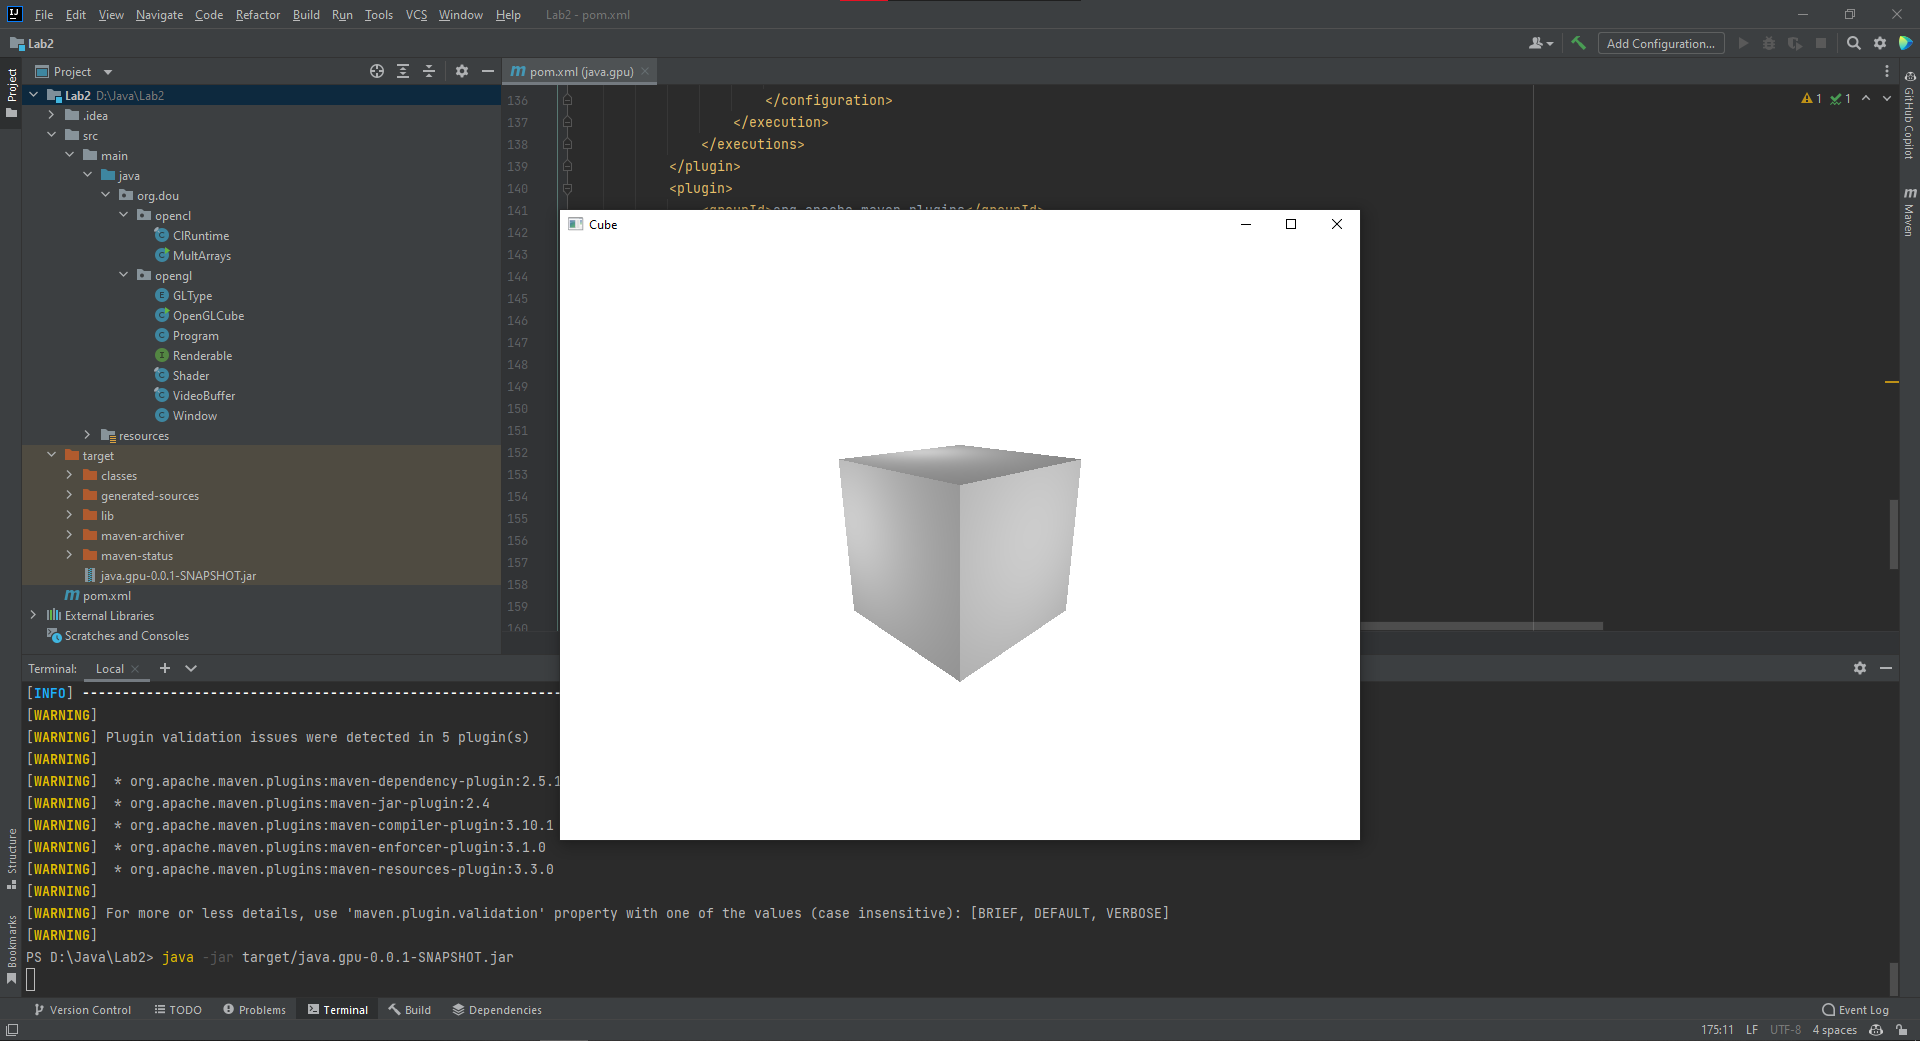 File Edit View Navigate Code Refactor Build Run Tools VCS Window Help Lab2 - pom.xml
Lab2
Add Configuration...
Project
Project
pom.xml (java.gpu)
Lab2 D:\Java\Lab2
.idea
src
main
java
org.dou
opencl
ClRuntime
MultArrays
opengl
GLType
OpenGLCube
Program
Renderable
Shader
VideoBuffer
Window
resources
target
classes
generated-sources
lib
maven-archiver
maven-status
java.gpu-0.0.1-SNAPSHOT.jar
pom.xml
External Libraries
Scratches and Consoles
136 </configuration>
137 </execution>
138 </executions>
139 </plugin>
140 <plugin>
141 <groupId>org.apache.maven.plugins</groupId>
142
143
144
145
146
147
148
149
150
151
152
153
154
155
156
157
158
159
160
1 1
GitHub Copilot
Maven
Cube
Terminal: Local
[INFO] ------------------------------------------------------------
[WARNING]
[WARNING] Plugin validation issues were detected in 5 plugin(s)
[WARNING]
[WARNING] * org.apache.maven.plugins:maven-dependency-plugin:2.5.1
[WARNING] * org.apache.maven.plugins:maven-jar-plugin:2.4
[WARNING] * org.apache.maven.plugins:maven-compiler-plugin:3.10.1
[WARNING] * org.apache.maven.plugins:maven-enforcer-plugin:3.1.0
[WARNING] * org.apache.maven.plugins:maven-resources-plugin:3.3.0
[WARNING]
[WARNING] For more or less details, use 'maven.plugin.validation' property with one of the values (case insensitive): [BRIEF, DEFAULT, VERBOSE]
[WARNING]
PS D:\Java\Lab2> java -jar target/java.gpu-0.0.1-SNAPSHOT.jar
Structure
Bookmarks
Version Control TODO Problems Terminal Build Dependencies Event Log
175:11 LF UTF-8 4 spaces